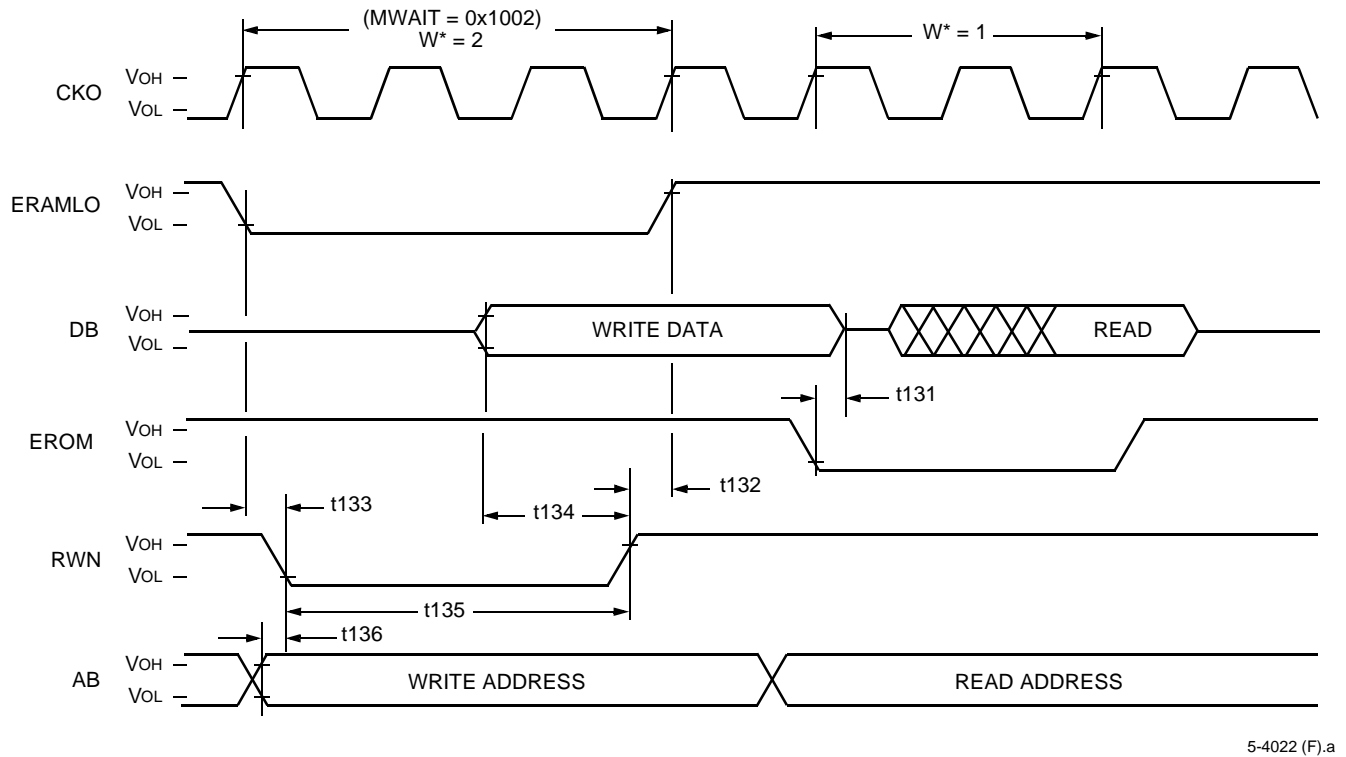 (MWAIT = 0x1002)
W* = 2
W* = 1
CKO
VOH
VOL
ERAMLO
VOH
VOL
DB
VOH
VOL
WRITE DATA
READ
t131
EROM
VOH
VOL
t132
t133
t134
RWN
VOH
VOL
t135
t136
AB
VOH
VOL
WRITE ADDRESS
READ ADDRESS
5-4022 (F).a